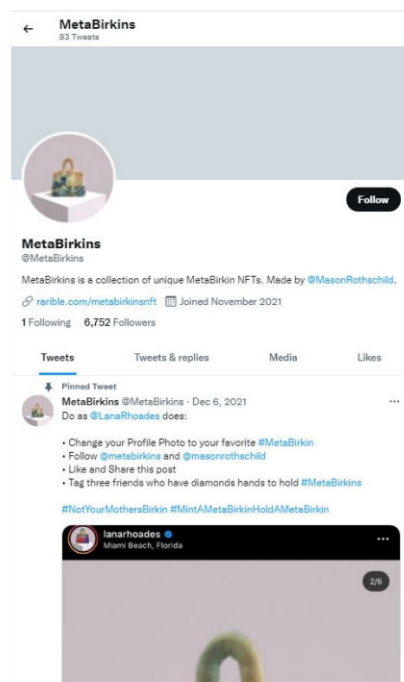 MetaBirkins
83 Tweets
Follow
MetaBirkins
@MetaBirkins
MetaBirkins is a collection of unique MetaBirkin NFTs. Made by @MasonRothschild.
rarible.com/metabirkinsnft Joined November 2021
1 Following 6,752 Followers
Tweets Tweets & replies Media Likes
Pinned Tweet
MetaBirkins @MetaBirkins · Dec 6, 2021
Do as @LanaRhoades does:
• Change your Profile Photo to your favorite #MetaBirkin
• Follow @metabirkins and @masonrothschild
• Like and Share this post
• Tag three friends who have diamonds hands to hold #MetaBirkins
#NotYourMothersBirkin #MintAMetaBirkinHoldAMetaBirkin
lanarhoades
Miami Beach, Florida
2/6